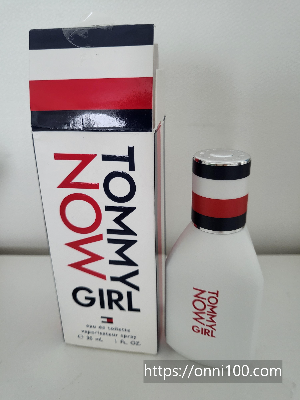 TOMMY
NOW
GIRL
eau de toilette
vaporisateur spray
℮ 30 mL 1 FL. OZ.
TOMMY
NOW
GIRL
https://onni100.com